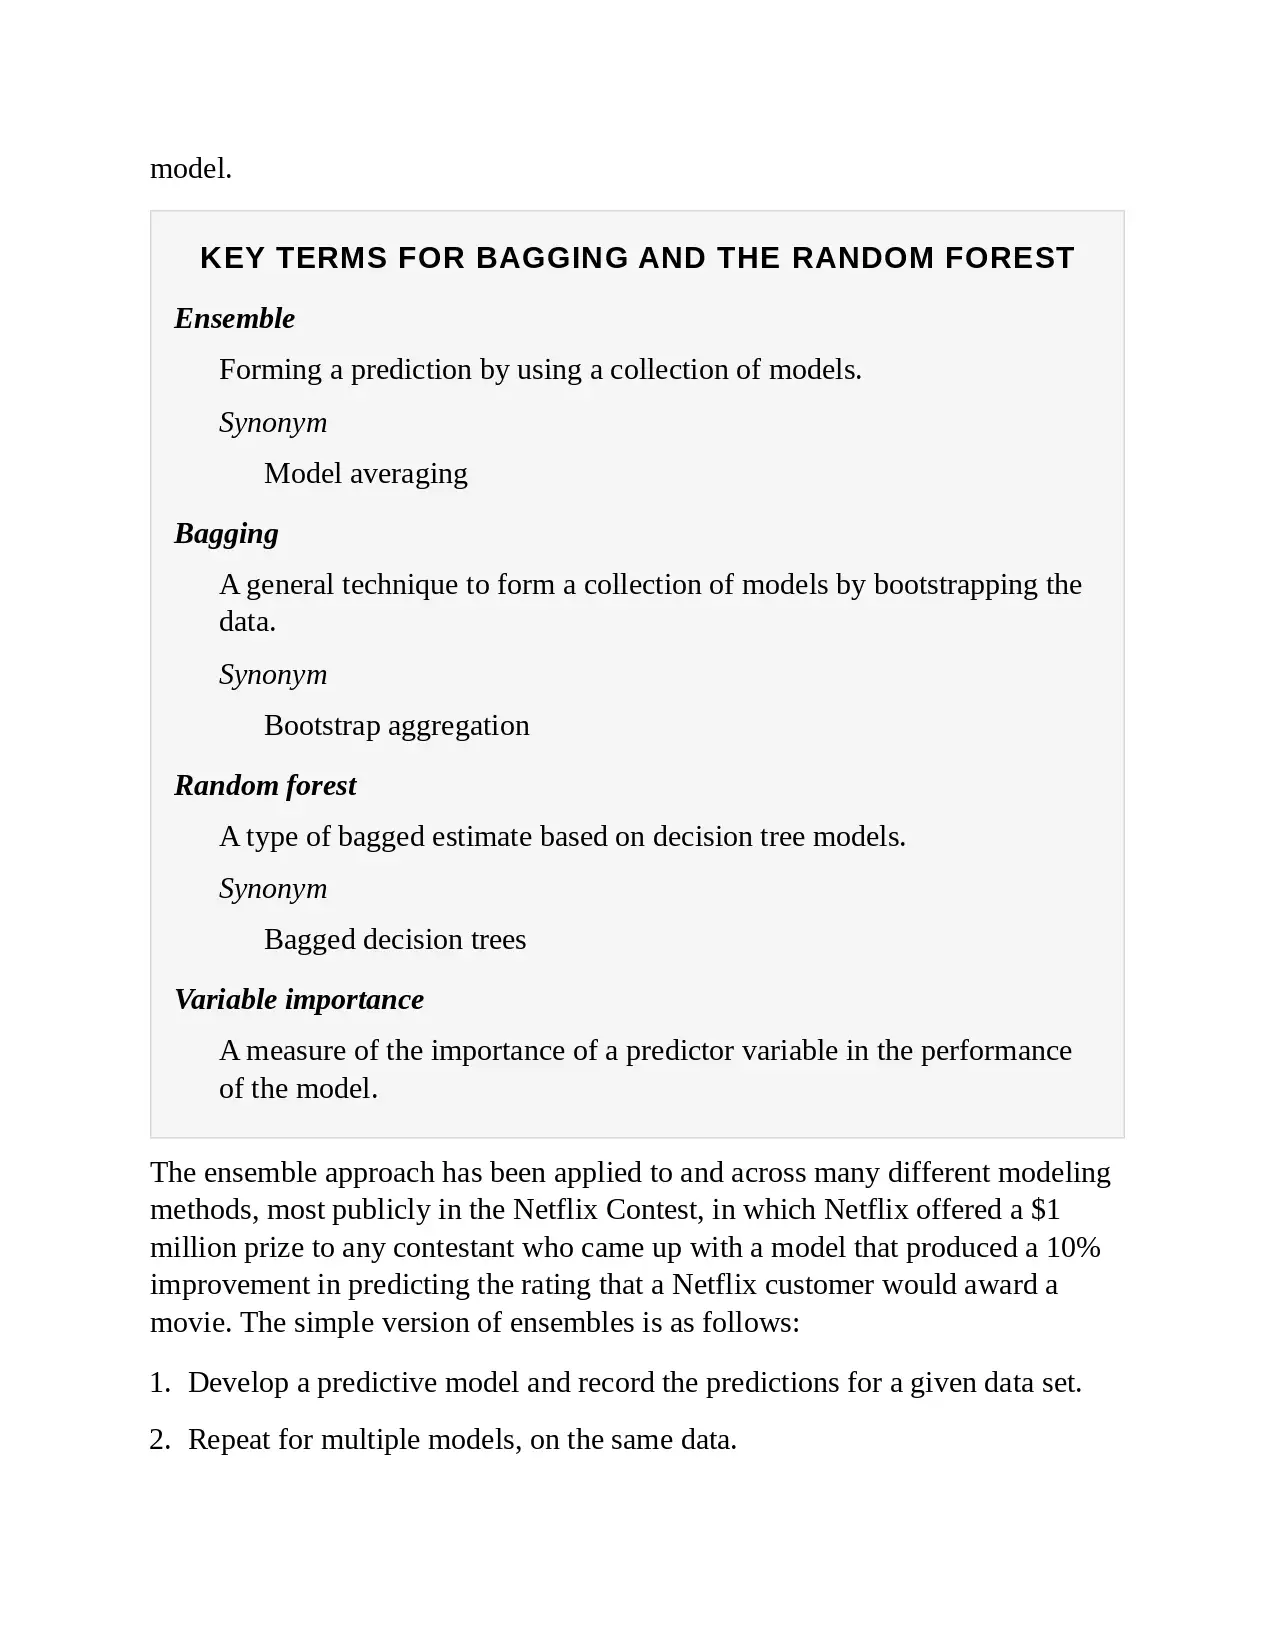 model.
KEY TERMS FOR BAGGING AND THE RANDOM FOREST
Ensemble
Forming a prediction by using a collection of models.
Synonym
Model averaging
Bagging
A general technique to form a collection of models by bootstrapping the
data.
Synonym
Bootstrap aggregation
Random forest
A type of bagged estimate based on decision tree models.
Synonym
Bagged decision trees
Variable importance
A measure of the importance of a predictor variable in the performance
of the model.
The ensemble approach has been applied to and across many different modeling
methods, most publicly in the Netflix Contest, in which Netflix offered a $1
million prize to any contestant who came up with a model that produced a 10%
improvement in predicting the rating that a Netflix customer would award a
movie. The simple version of ensembles is as follows:
1. Develop a predictive model and record the predictions for a given data set.
2. Repeat for multiple models, on the same data.